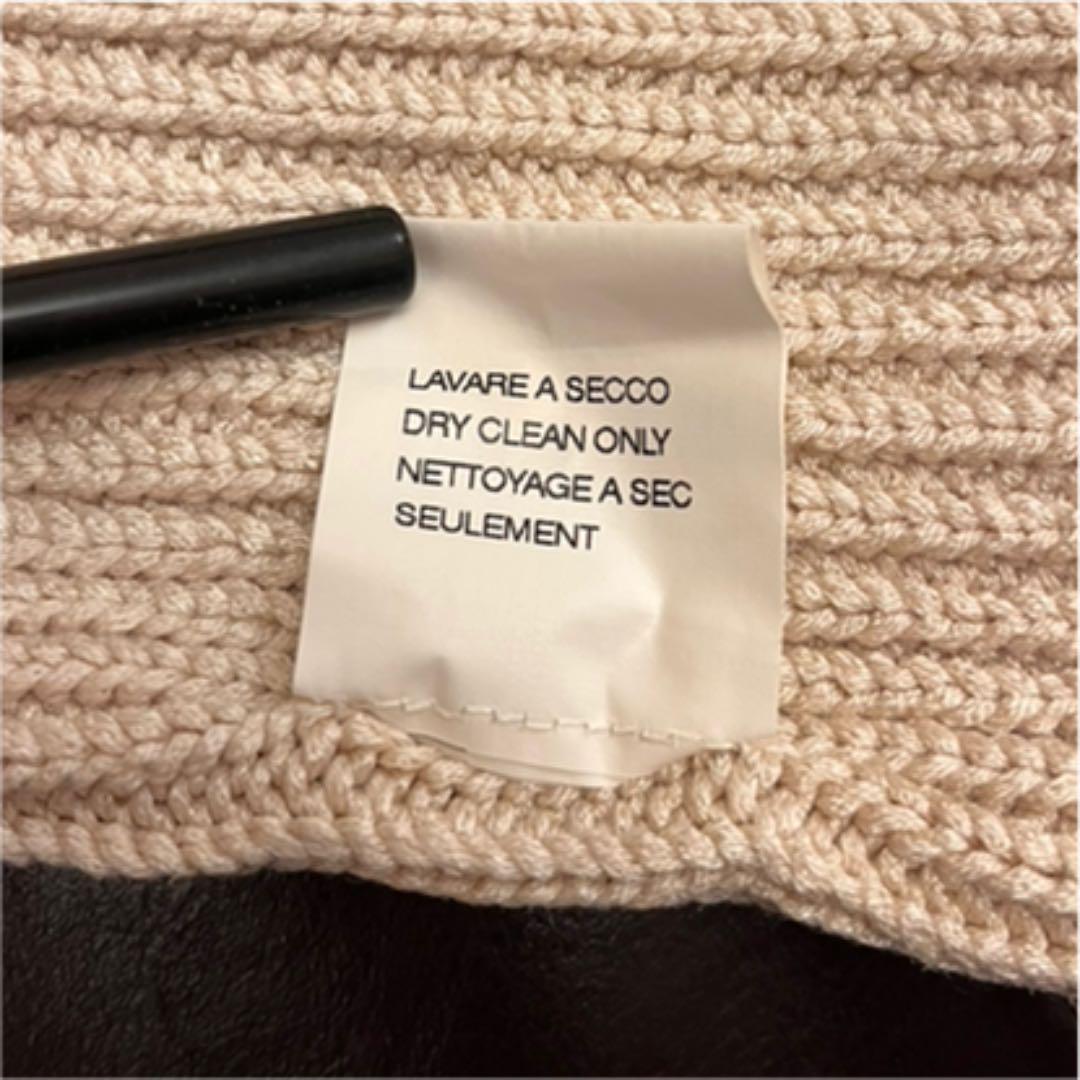 LAVARE A SECCO
DRY CLEAN ONLY
NETTOYAGE A SEC
SEULEMENT